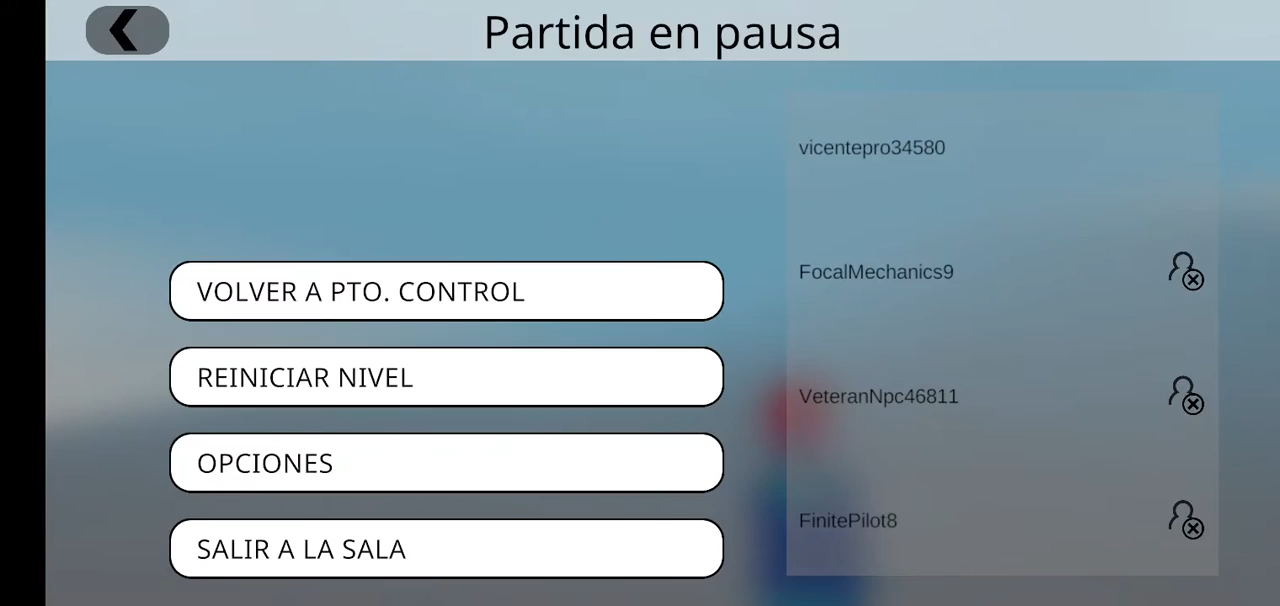 Partida en pausa
vicentepro34580
VOLVER A PTO. CONTROL
FocalMechanics9
REINICIAR NIVEL
VeteranNpc46811
OPCIONES
FinitePilot8
SALIR A LA SALA